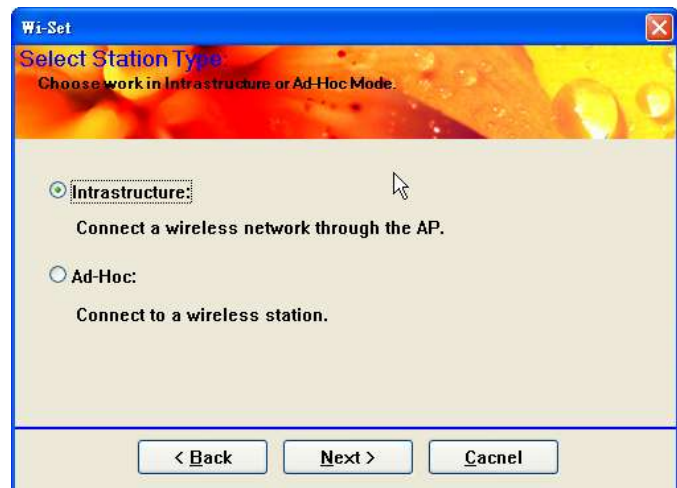 Wi-Set
Select Station Type:
Choose work in Intrastructure or Ad-Hoc Mode.
Intrastructure:
Connect a wireless network through the AP.
Ad-Hoc:
Connect to a wireless station.
< Back Next > Cacnel